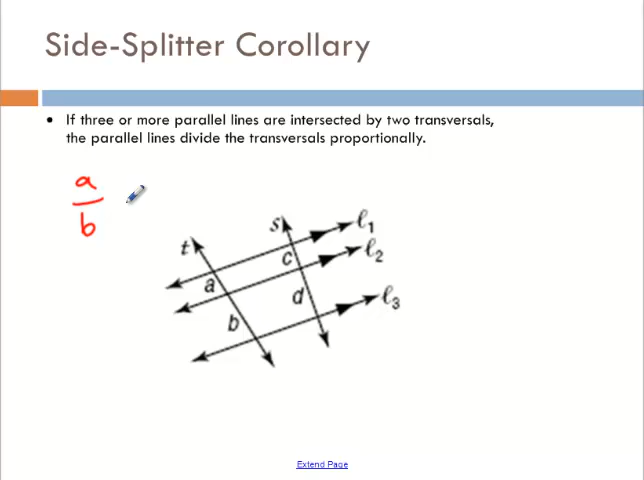 Side-Splitter Corollary
• If three or more parallel lines are intersected by two transversals,
the parallel lines divide the transversals proportionally.
a
b
s
ℓ1
t
c
ℓ2
a
d
ℓ3
b
Extend Page